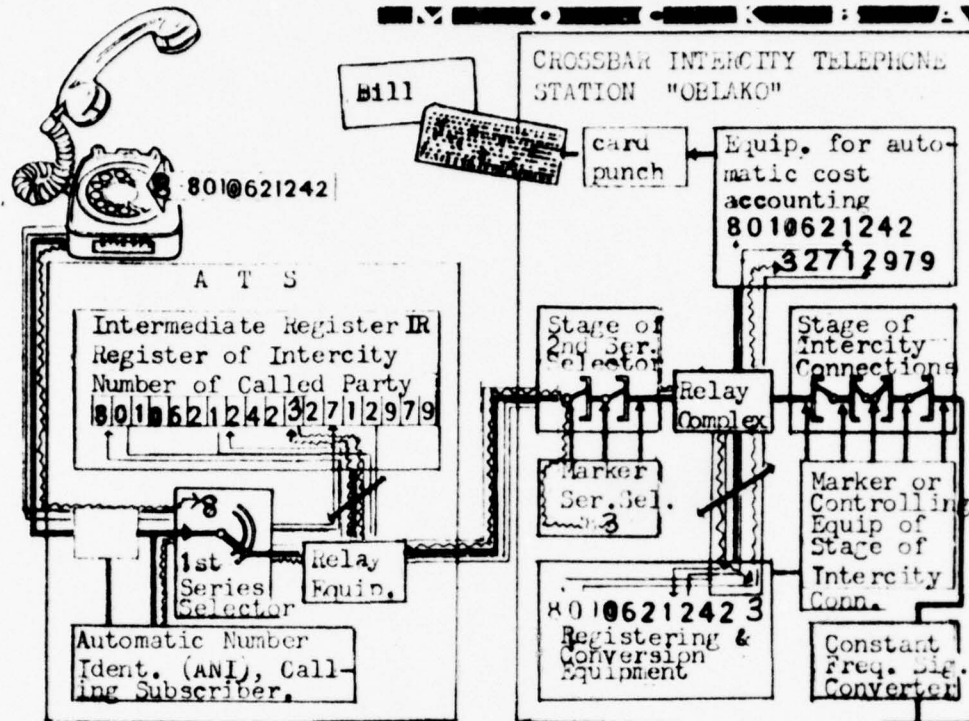 МОСКВА
CROSSBAR INTERCITY TELEPHONE
STATION "OBLAKO"
Bill
card
punch
Equip. for auto-
matic cost
accounting
8010621242
32712979
8010621242
A T S
Intermediate Register IR
Register of Intercity
Number of Called Party
801062124232712979
8
1st
Series
Selector
Relay
Equip.
Automatic Number
Ident. (ANI), Call-
ing Subscriber.
Stage of
2nd Ser.
Selector
Marker
Ser.Sel.
3
Relay
Complex
Stage of
Intercity
Connections
Marker or
Controlling
Equip of
Stage of
Intercity
Conn.
80106212423
Registering &
Conversion
Equipment
Constant
Freq. Sig.
Converter